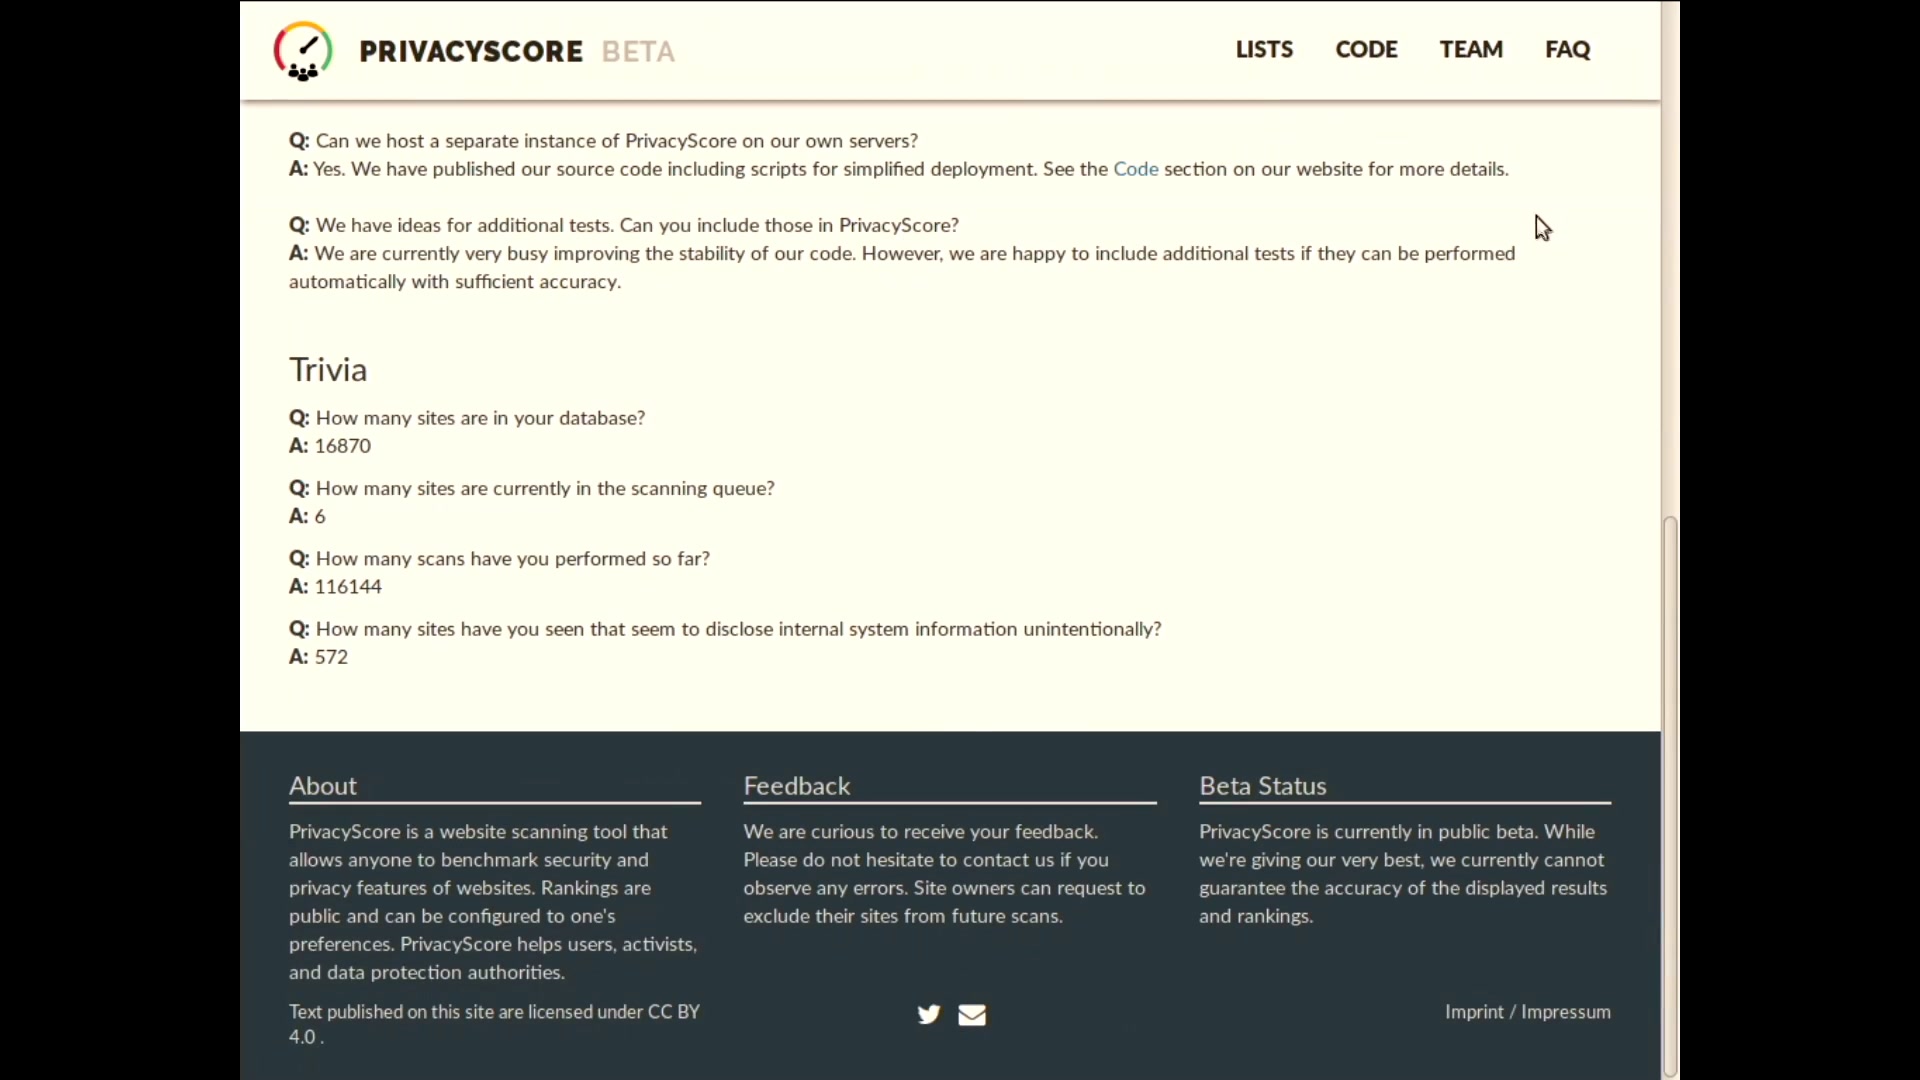 PRIVACYSCORE BETA
LISTS CODE TEAM FAQ
Q: Can we host a separate instance of PrivacyScore on our own servers?
A: Yes. We have published our source code including scripts for simplified deployment. See the Code section on our website for more details.
Q: We have ideas for additional tests. Can you include those in PrivacyScore?
A: We are currently very busy improving the stability of our code. However, we are happy to include additional tests if they can be performed
automatically with sufficient accuracy.
Trivia
Q: How many sites are in your database?
A: 16870
Q: How many sites are currently in the scanning queue?
A: 6
Q: How many scans have you performed so far?
A: 116144
Q: How many sites have you seen that seem to disclose internal system information unintentionally?
A: 572
About
PrivacyScore is a website scanning tool that
allows anyone to benchmark security and
privacy features of websites. Rankings are
public and can be configured to one's
preferences. PrivacyScore helps users, activists,
and data protection authorities.
Text published on this site are licensed under CC BY
4.0 .
Feedback
We are curious to receive your feedback.
Please do not hesitate to contact us if you
observe any errors. Site owners can request to
exclude their sites from future scans.
Beta Status
PrivacyScore is currently in public beta. While
we're giving our very best, we currently cannot
guarantee the accuracy of the displayed results
and rankings.
Imprint / Impressum